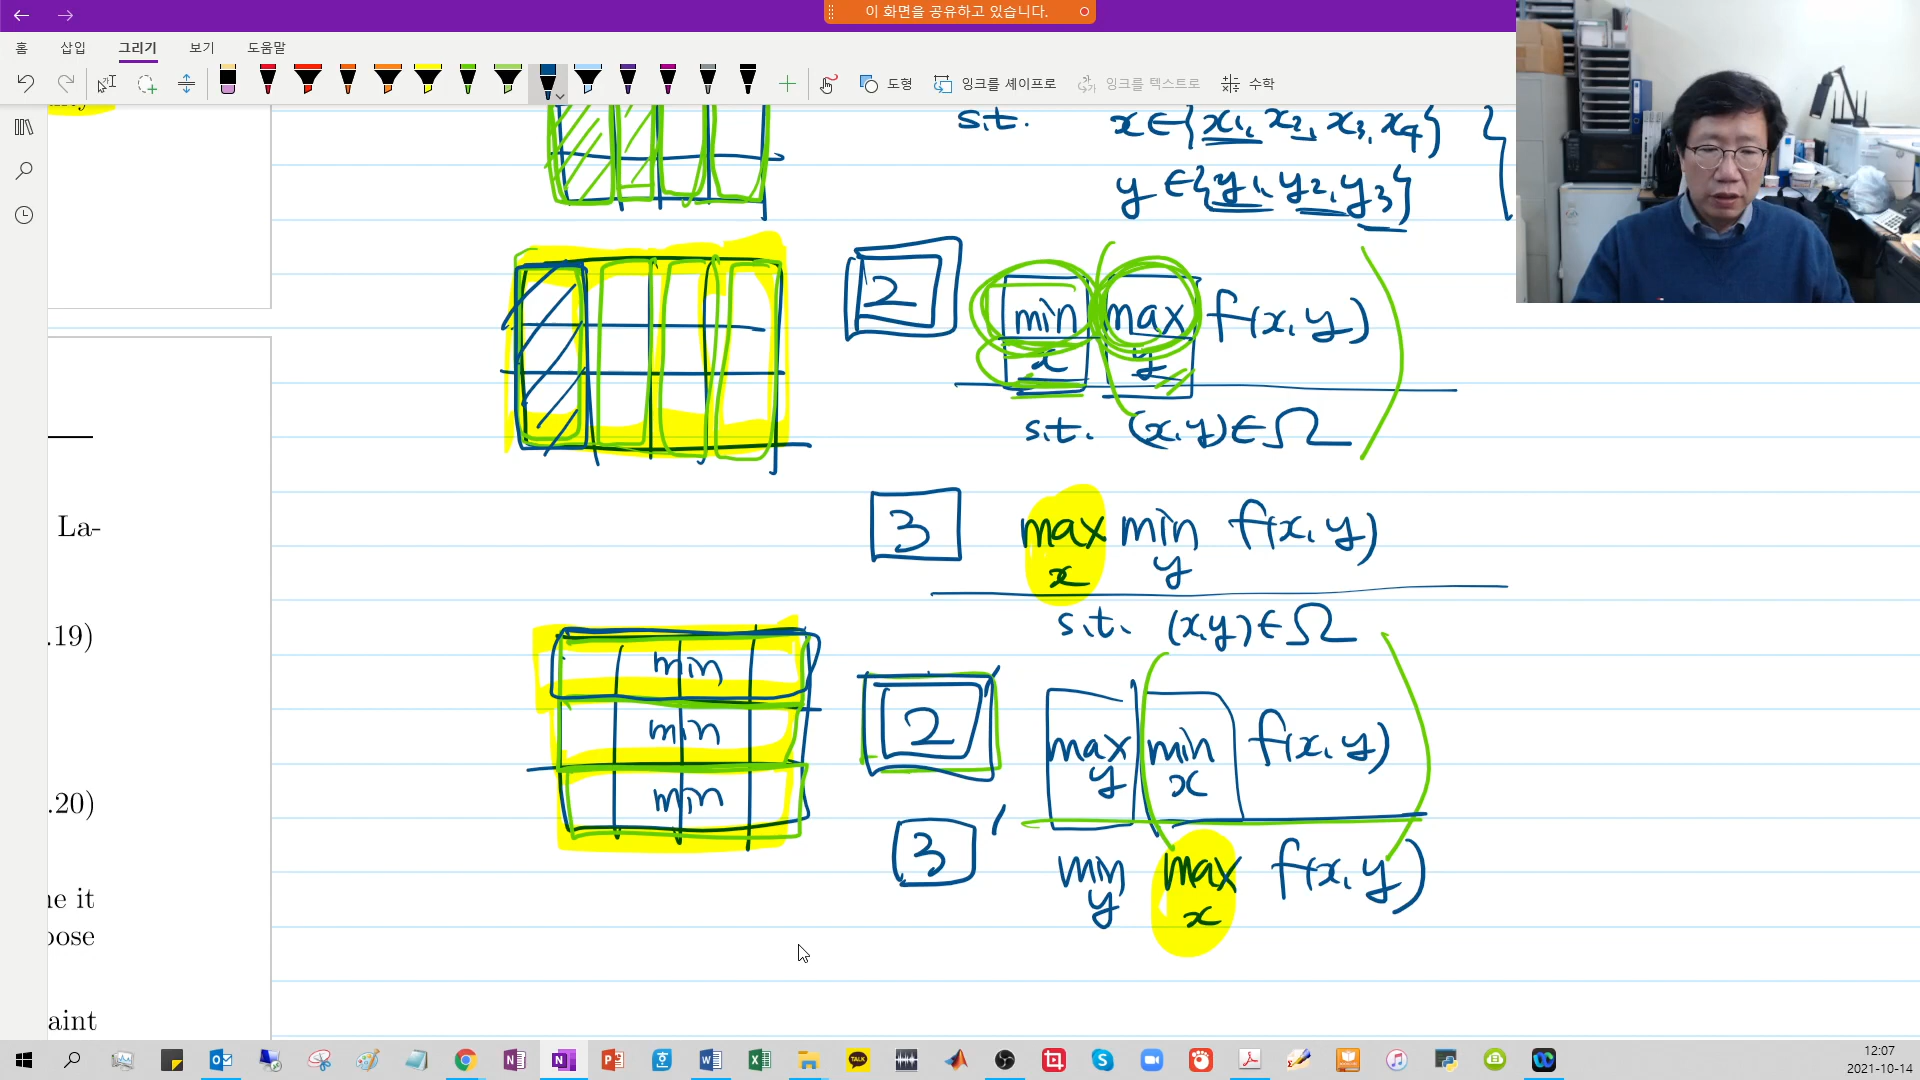 이 화면을 공유하고 있습니다.
홈 삽입 그리기 보기 도움말
도형 잉크를 셰이프로 잉크를 텍스트로 수학
s.t. x∈{x1, x2, x3, x4}
y∈{y1, y2, y3}
2 min max f(x, y)
x y
s.t. (x,y)∈Ω
La-
3 max min f(x, y)
x y
s.t. (x,y)∈Ω
.19)
min
min
min
2′ max min f(x, y)
y x
.20)
3′ min max f(x, y)
y x
aint
12:07
2021-10-14